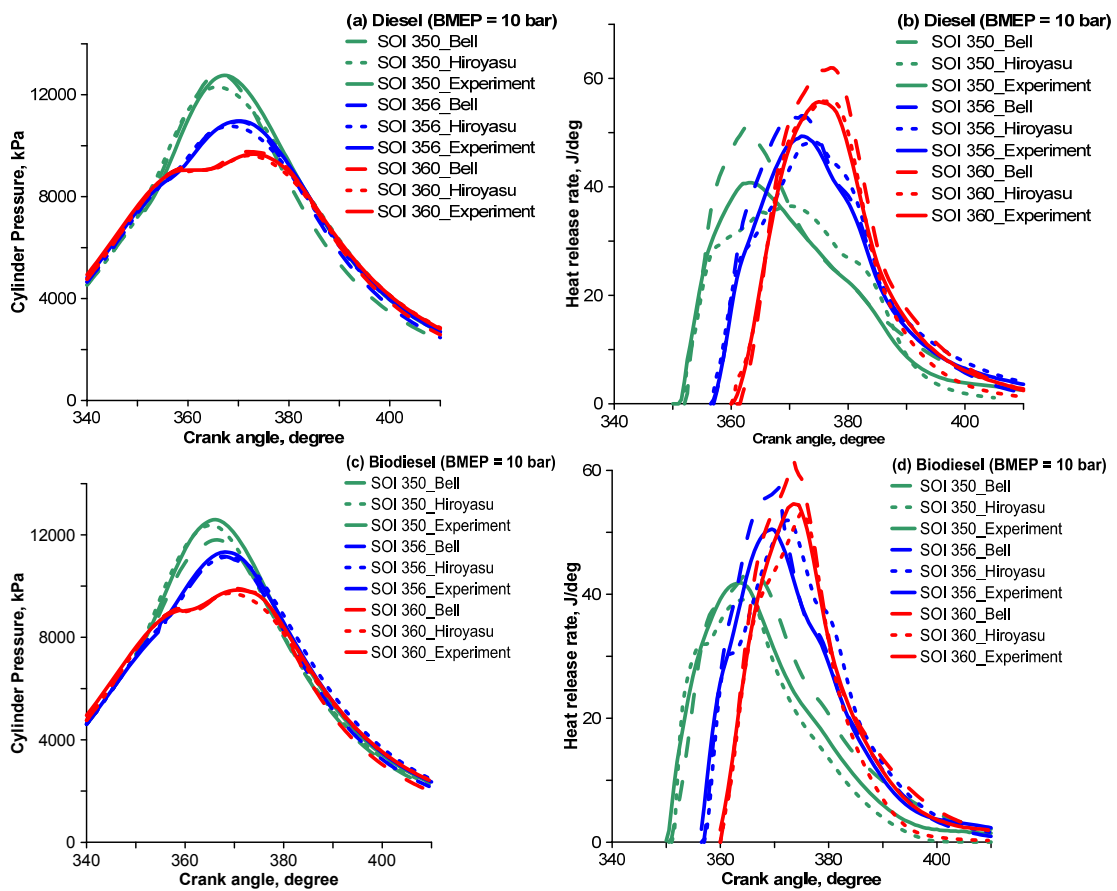 (a) Diesel (BMEP = 10 bar)
SOI 350_Bell
SOI 350_Hiroyasu
SOI 350_Experiment
SOI 356_Bell
SOI 356_Hiroyasu
SOI 356_Experiment
SOI 360_Bell
SOI 360_Hiroyasu
SOI 360_Experiment
Cylinder Pressure, kPa
12000
8000
4000
0
340
360
380
400
Crank angle, degree
(b) Diesel (BMEP = 10 bar)
SOI 350_Bell
SOI 350_Hiroyasu
SOI 350_Experiment
SOI 356_Bell
SOI 356_Hiroyasu
SOI 356_Experiment
SOI 360_Bell
SOI 360_Hiroyasu
SOI 360_Experiment
Heat release rate, J/deg
60
40
20
0
340
360
380
400
Crank angle, degree
(c) Biodiesel (BMEP = 10 bar)
SOI 350_Bell
SOI 350_Hiroyasu
SOI 350_Experiment
SOI 356_Bell
SOI 356_Hiroyasu
SOI 356_Experiment
SOI 360_Bell
SOI 360_Hiroyasu
SOI 360_Experiment
Cylinder Pressure, kPa
12000
8000
4000
0
340
360
380
400
Crank angle, degree
(d) Biodiesel (BMEP = 10 bar)
SOI 350_Bell
SOI 350_Hiroyasu
SOI 350_Experiment
SOI 356_Bell
SOI 356_Hiroyasu
SOI 356_Experiment
SOI 360_Bell
SOI 360_Hiroyasu
SOI 360_Experiment
Heat release rate, J/deg
60
40
20
0
340
360
380
400
Crank angle, degree